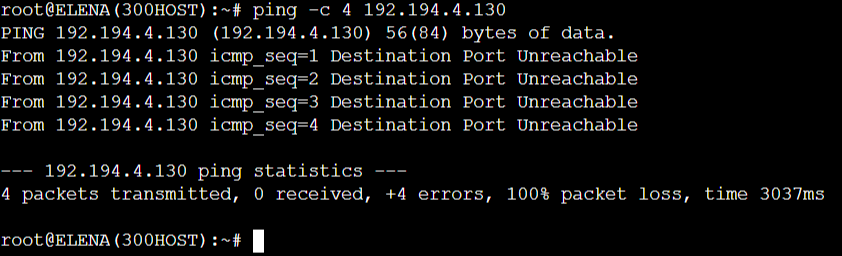 root@ELENA(300HOST):~# ping -c 4 192.194.4.130
PING 192.194.4.130 (192.194.4.130) 56(84) bytes of data.
From 192.194.4.130 icmp_seq=1 Destination Port Unreachable
From 192.194.4.130 icmp_seq=2 Destination Port Unreachable
From 192.194.4.130 icmp_seq=3 Destination Port Unreachable
From 192.194.4.130 icmp_seq=4 Destination Port Unreachable
--- 192.194.4.130 ping statistics ---
4 packets transmitted, 0 received, +4 errors, 100% packet loss, time 3037ms
root@ELENA(300HOST):~#